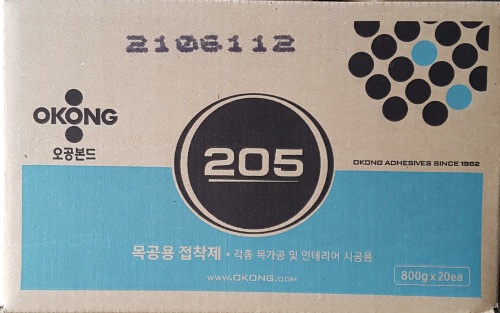 2106112
OKONG
오공본드
205
OKONG ADHESIVES SINCE 1962
목공용 접착제 · 각종 목가공 및 인테리어 시공용
WWW.OKONG.COM
800g x 20ea